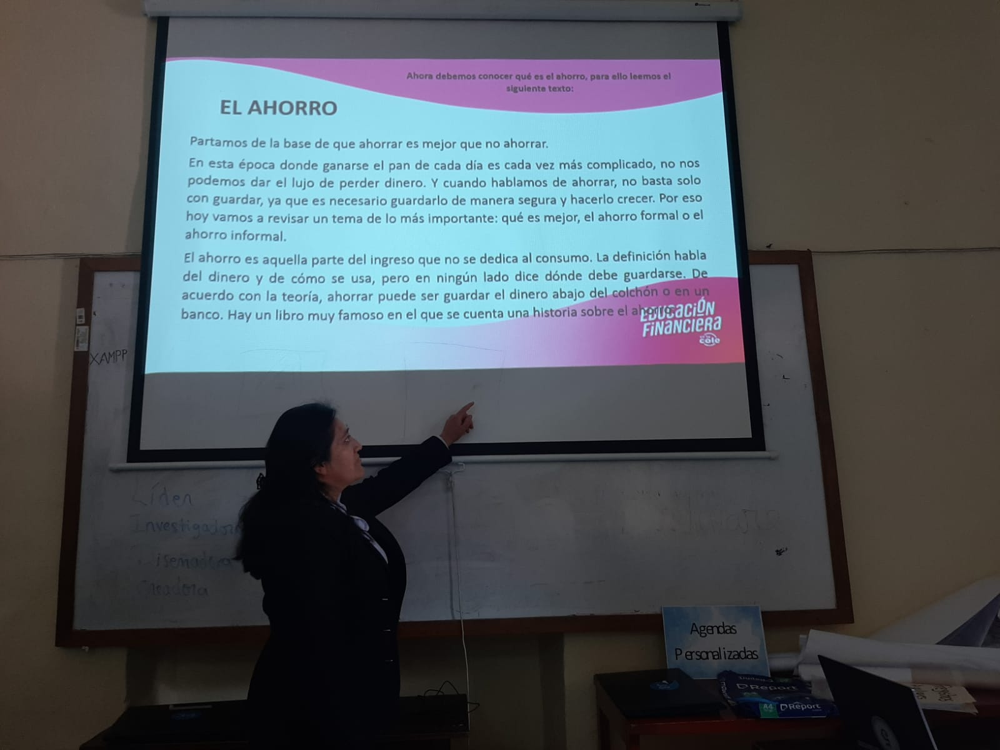 Ahora debemos conocer qué es el ahorro, para ello leemos el
siguiente texto:
EL AHORRO
Partamos de la base de que ahorrar es mejor que no ahorrar.
En esta época donde ganarse el pan de cada día es cada vez más complicado, no nos
podemos dar el lujo de perder dinero. Y cuando hablamos de ahorrar, no basta solo
con guardar, ya que es necesario guardarlo de manera segura y hacerlo crecer. Por eso
hoy vamos a revisar un tema de lo más importante: qué es mejor, el ahorro formal o el
ahorro informal.
El ahorro es aquella parte del ingreso que no se dedica al consumo. La definición habla
del dinero y de cómo se usa, pero en ningún lado dice dónde debe guardarse. De
acuerdo con la teoría, ahorrar puede ser guardar el dinero abajo del colchón o en un
banco. Hay un libro muy famoso en el que se cuenta una historia sobre el ahorro.
EDUSaCiÓN
FiNaNCieRa
cole
XAMPP
Líder
Investigadora
Creadora
Agendas
Personalizadas
Report
A4 Report